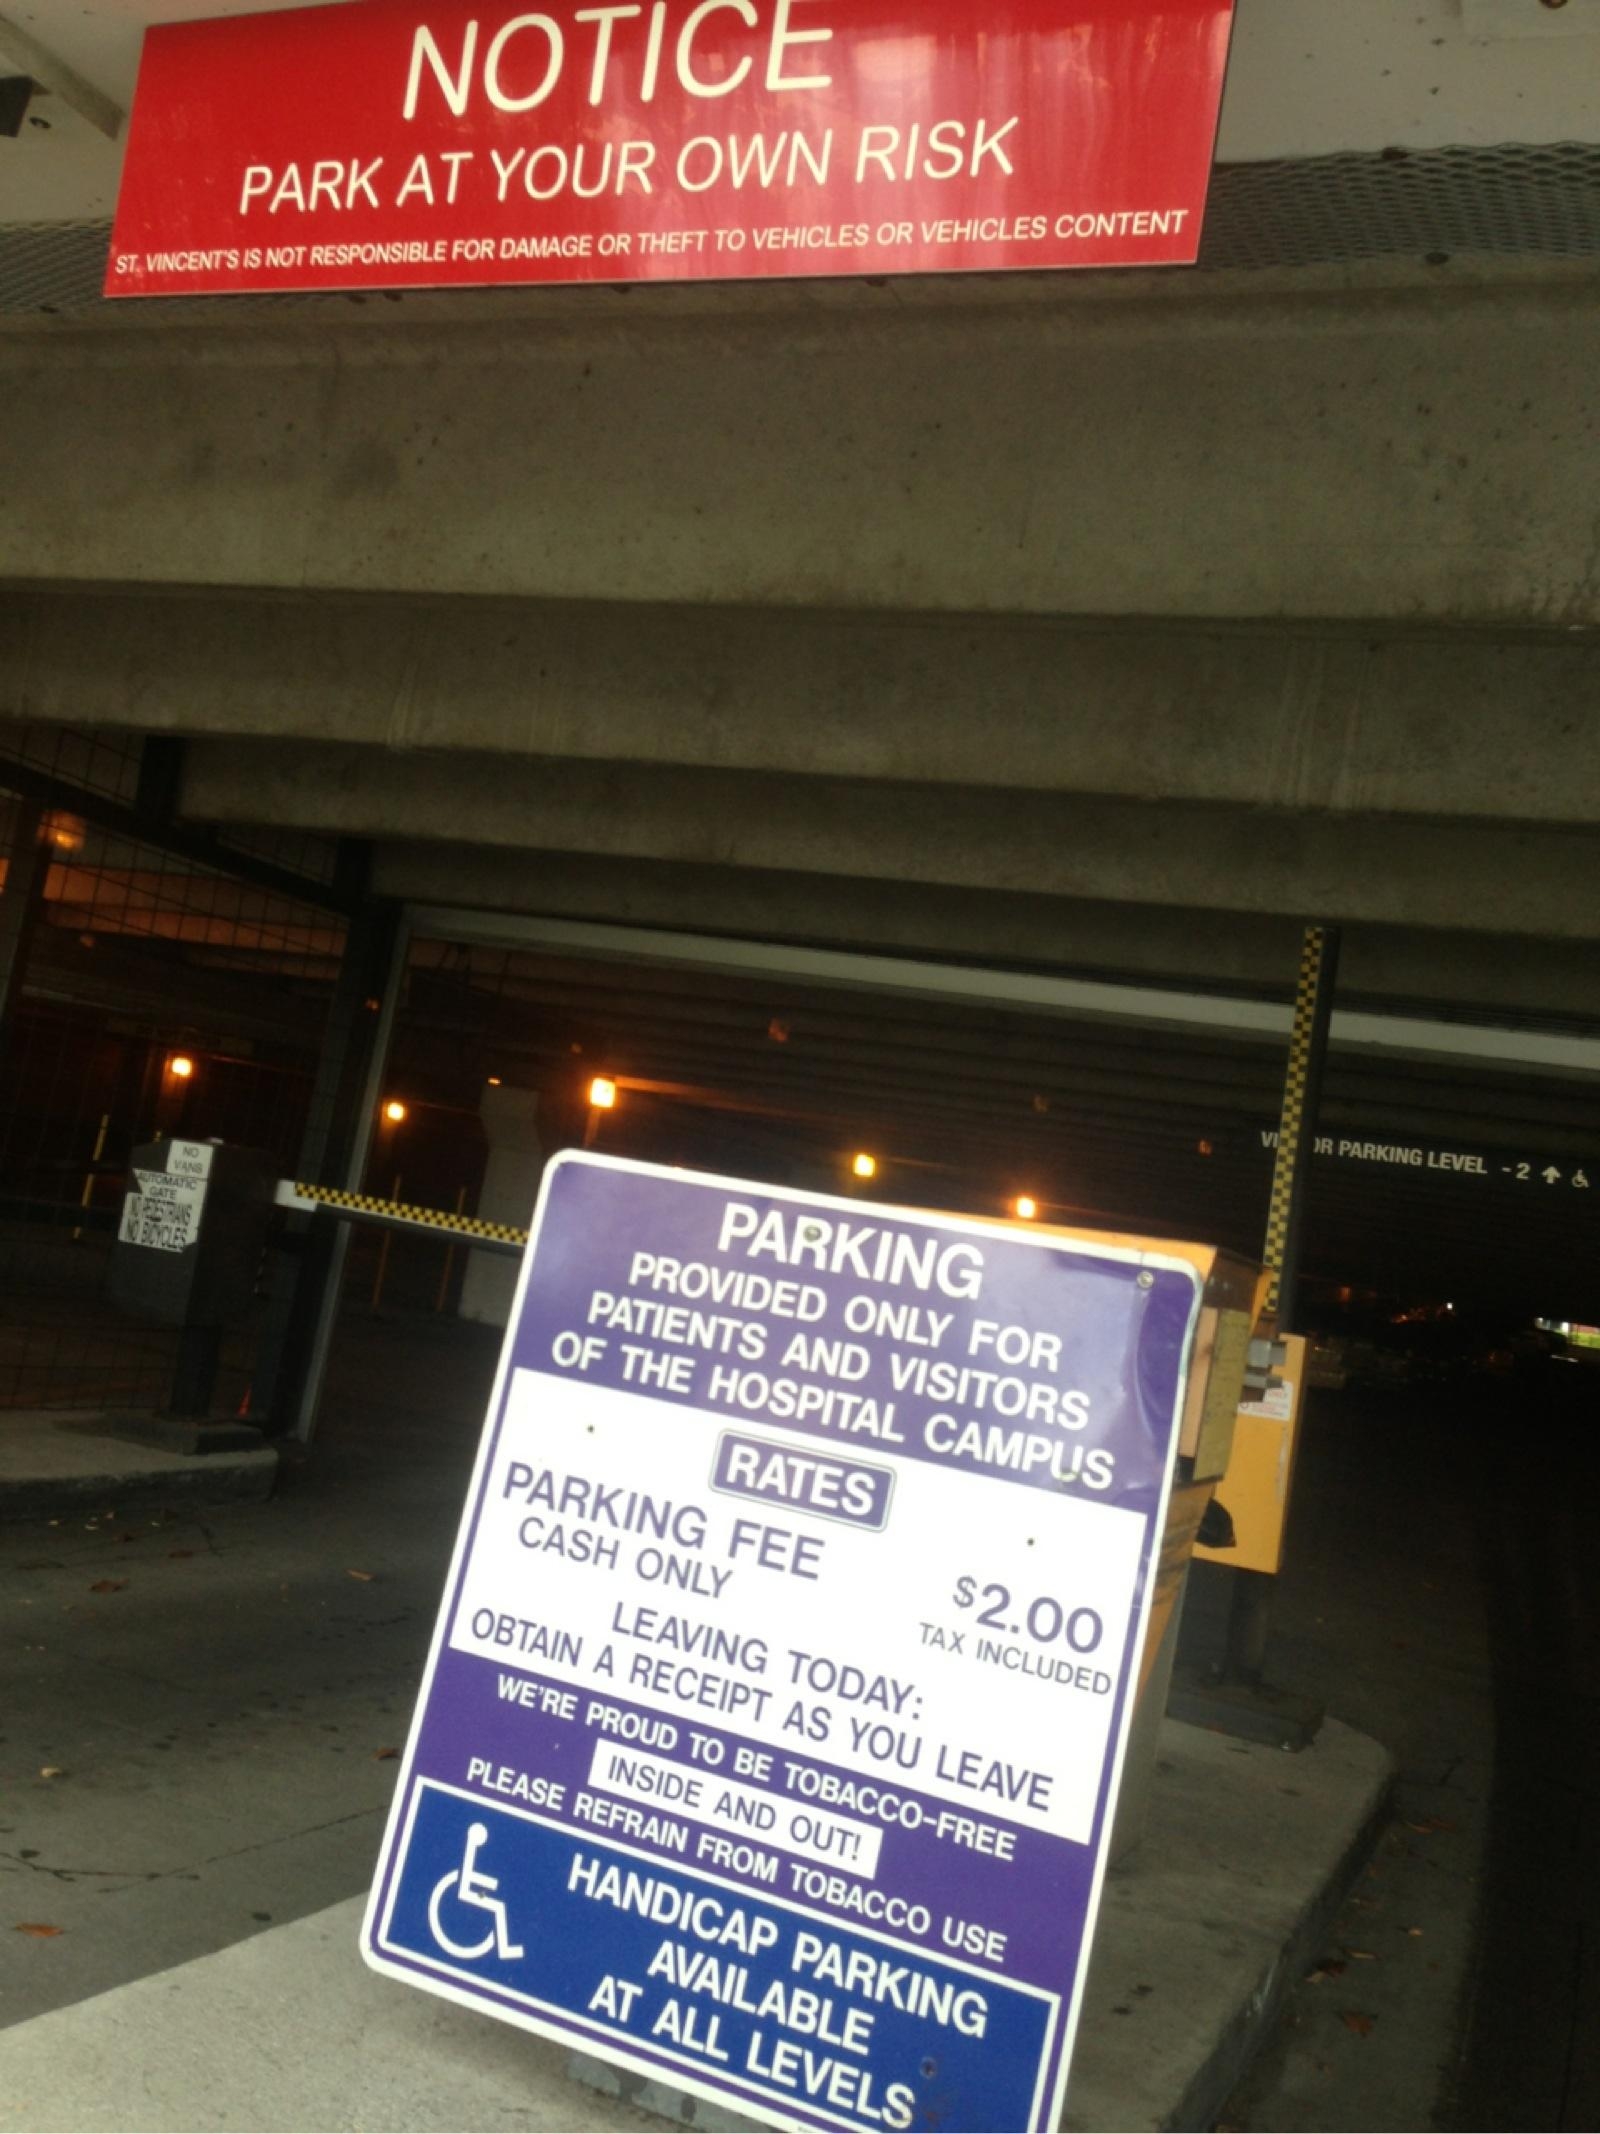 NOTICE
PARK AT YOUR OWN RISK
ST. VINCENT'S IS NOT RESPONSIBLE FOR DAMAGE OR THEFT TO VEHICLES OR VEHICLES CONTENT
NO
VANS
AUTOMATIC
GATE
NO PEDESTRIANS
NO BICYCLES
PARKING LEVEL - 2
PARKING
PROVIDED ONLY FOR
PATIENTS AND VISITORS
OF THE HOSPITAL CAMPUS
RATES
PARKING FEE
CASH ONLY
$2.00
TAX INCLUDED
LEAVING TODAY:
OBTAIN A RECEIPT AS YOU LEAVE
WE'RE PROUD TO BE TOBACCO-FREE
INSIDE AND OUT!
PLEASE REFRAIN FROM TOBACCO USE
HANDICAP PARKING
AVAILABLE
AT ALL LEVELS